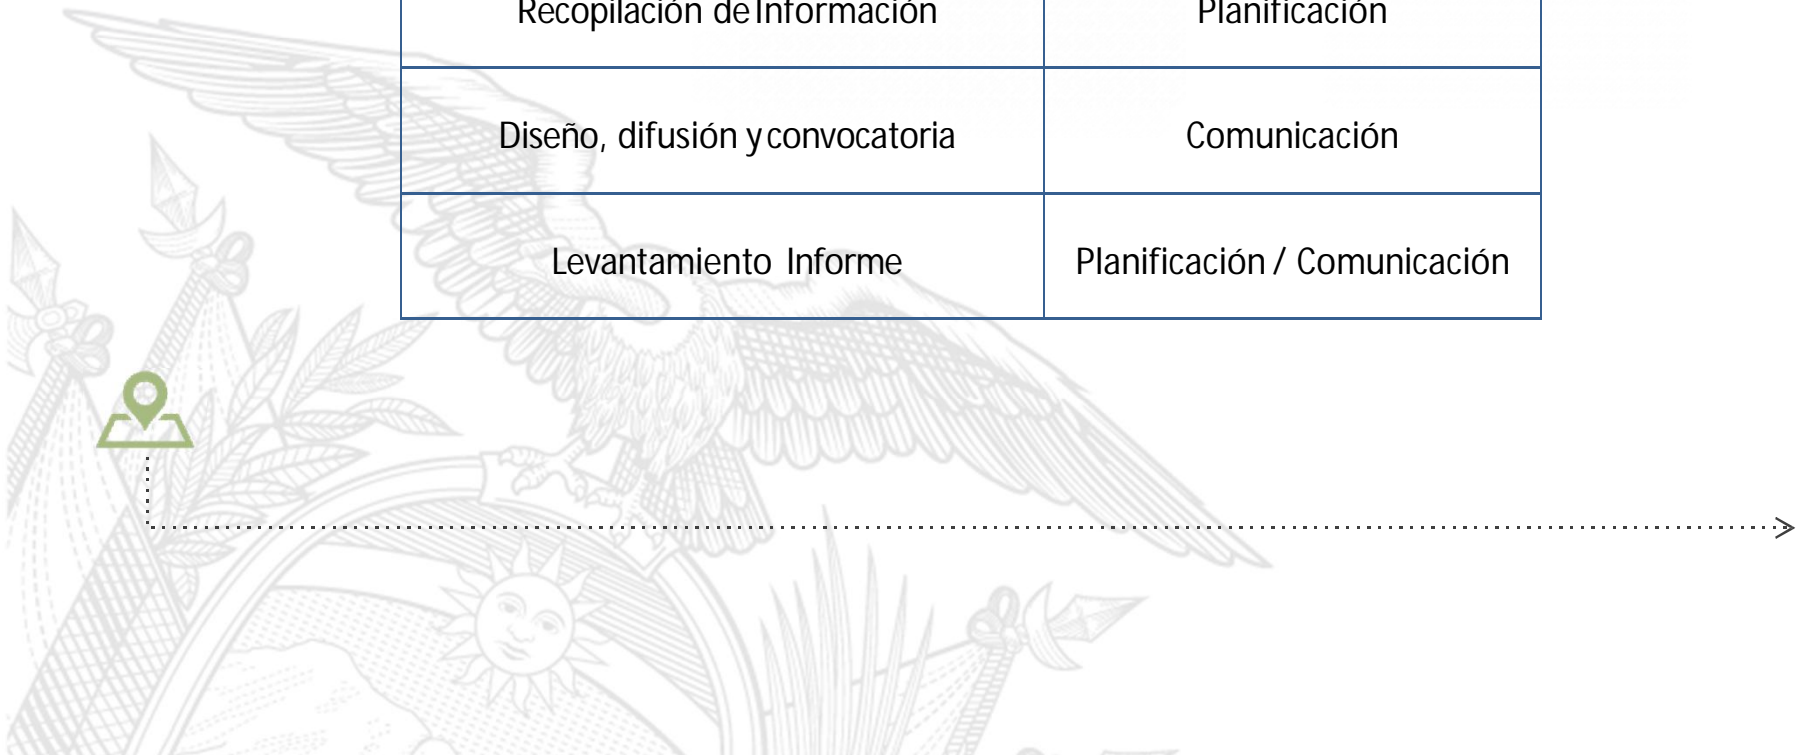 Recopilación de Información Planificación
Diseño, difusión y convocatoria Comunicación
Levantamiento Informe Planificación / Comunicación